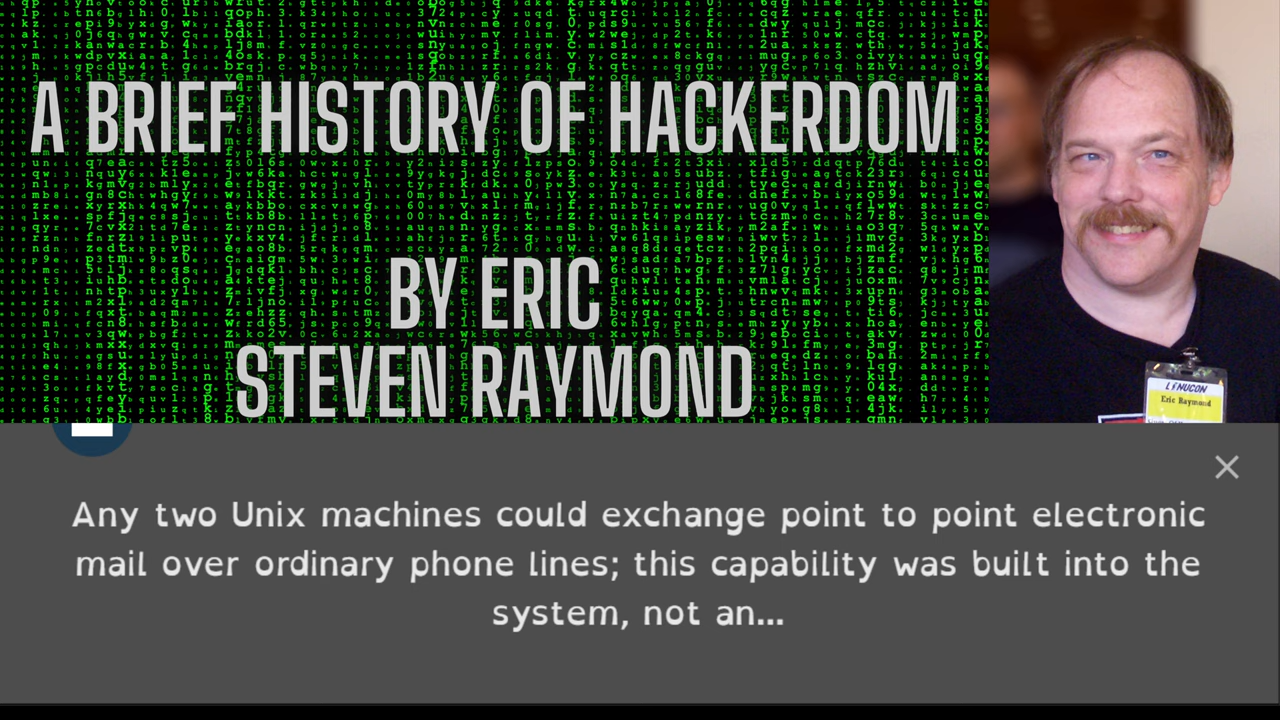 A BRIEF HISTORY OF HACKERDOM
BY ERIC
STEVEN RAYMOND
LINUCON
Eric Raymond
Any two Unix machines could exchange point to point electronic
mail over ordinary phone lines; this capability was built into the
system, not an...